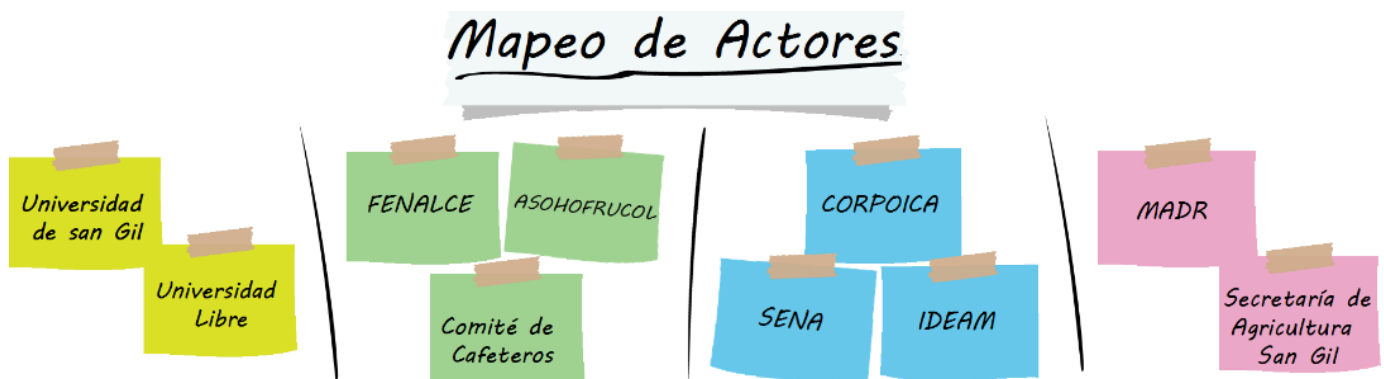 Mapeo de Actores
Universidad
de san Gil
Universidad
Libre
FENALCE
ASOHOFRUCOL
Comité de
Cafeteros
CORPOICA
SENA
IDEAM
MADR
Secretaría de
Agricultura
San Gil